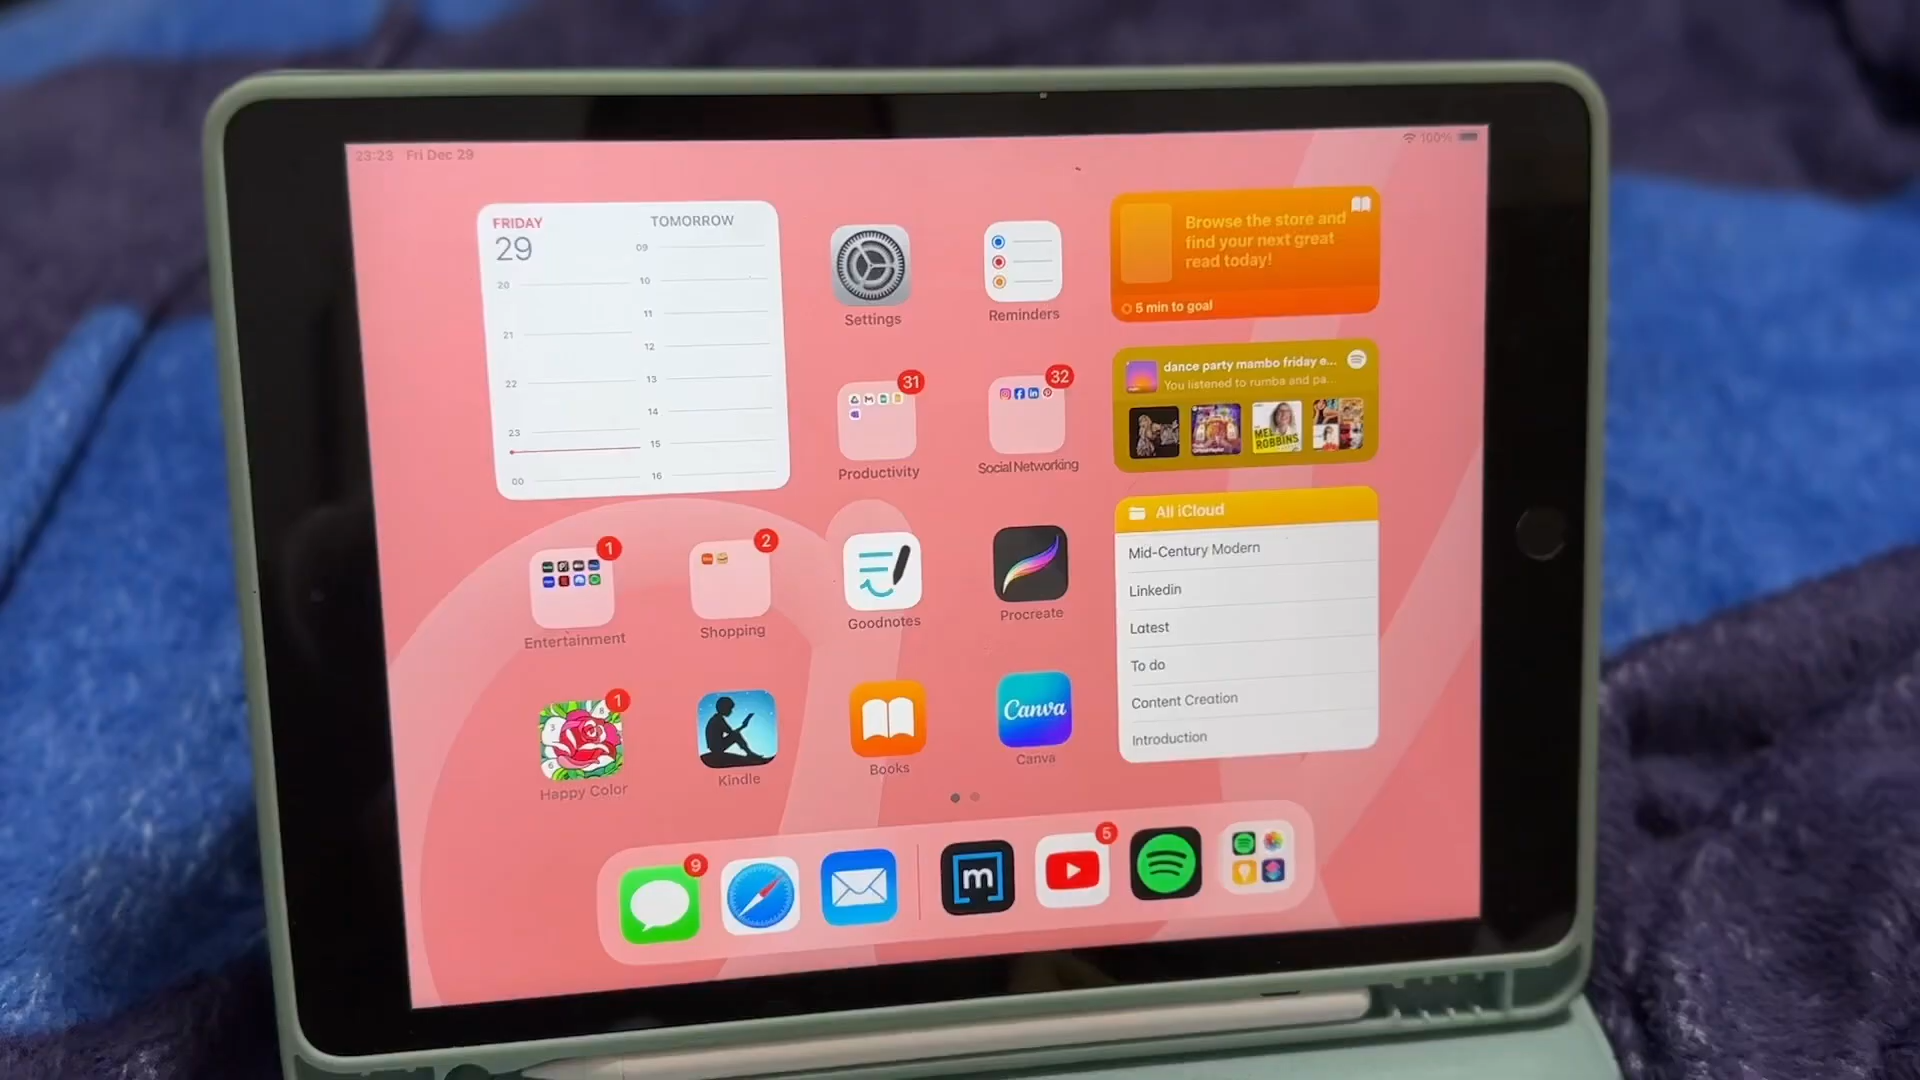 23:23 Fri Dec 29
100%
FRIDAY
29
TOMORROW
20
21
22
23
00
09
10
11
12
13
14
15
16
Settings
Reminders
Browse the store and
find your next great
read today!
5 min to goal
31
Productivity
32
Social Networking
dance party mambo friday e...
You listened to rumba and pa...
MEL
ROBBINS
1
Entertainment
2
Shopping
Goodnotes
Procreate
All iCloud
Mid-Century Modern
Linkedin
Latest
To do
Content Creation
Introduction
1
3
8
6
Happy Color
Kindle
Books
Canva
Canva
9
m
5